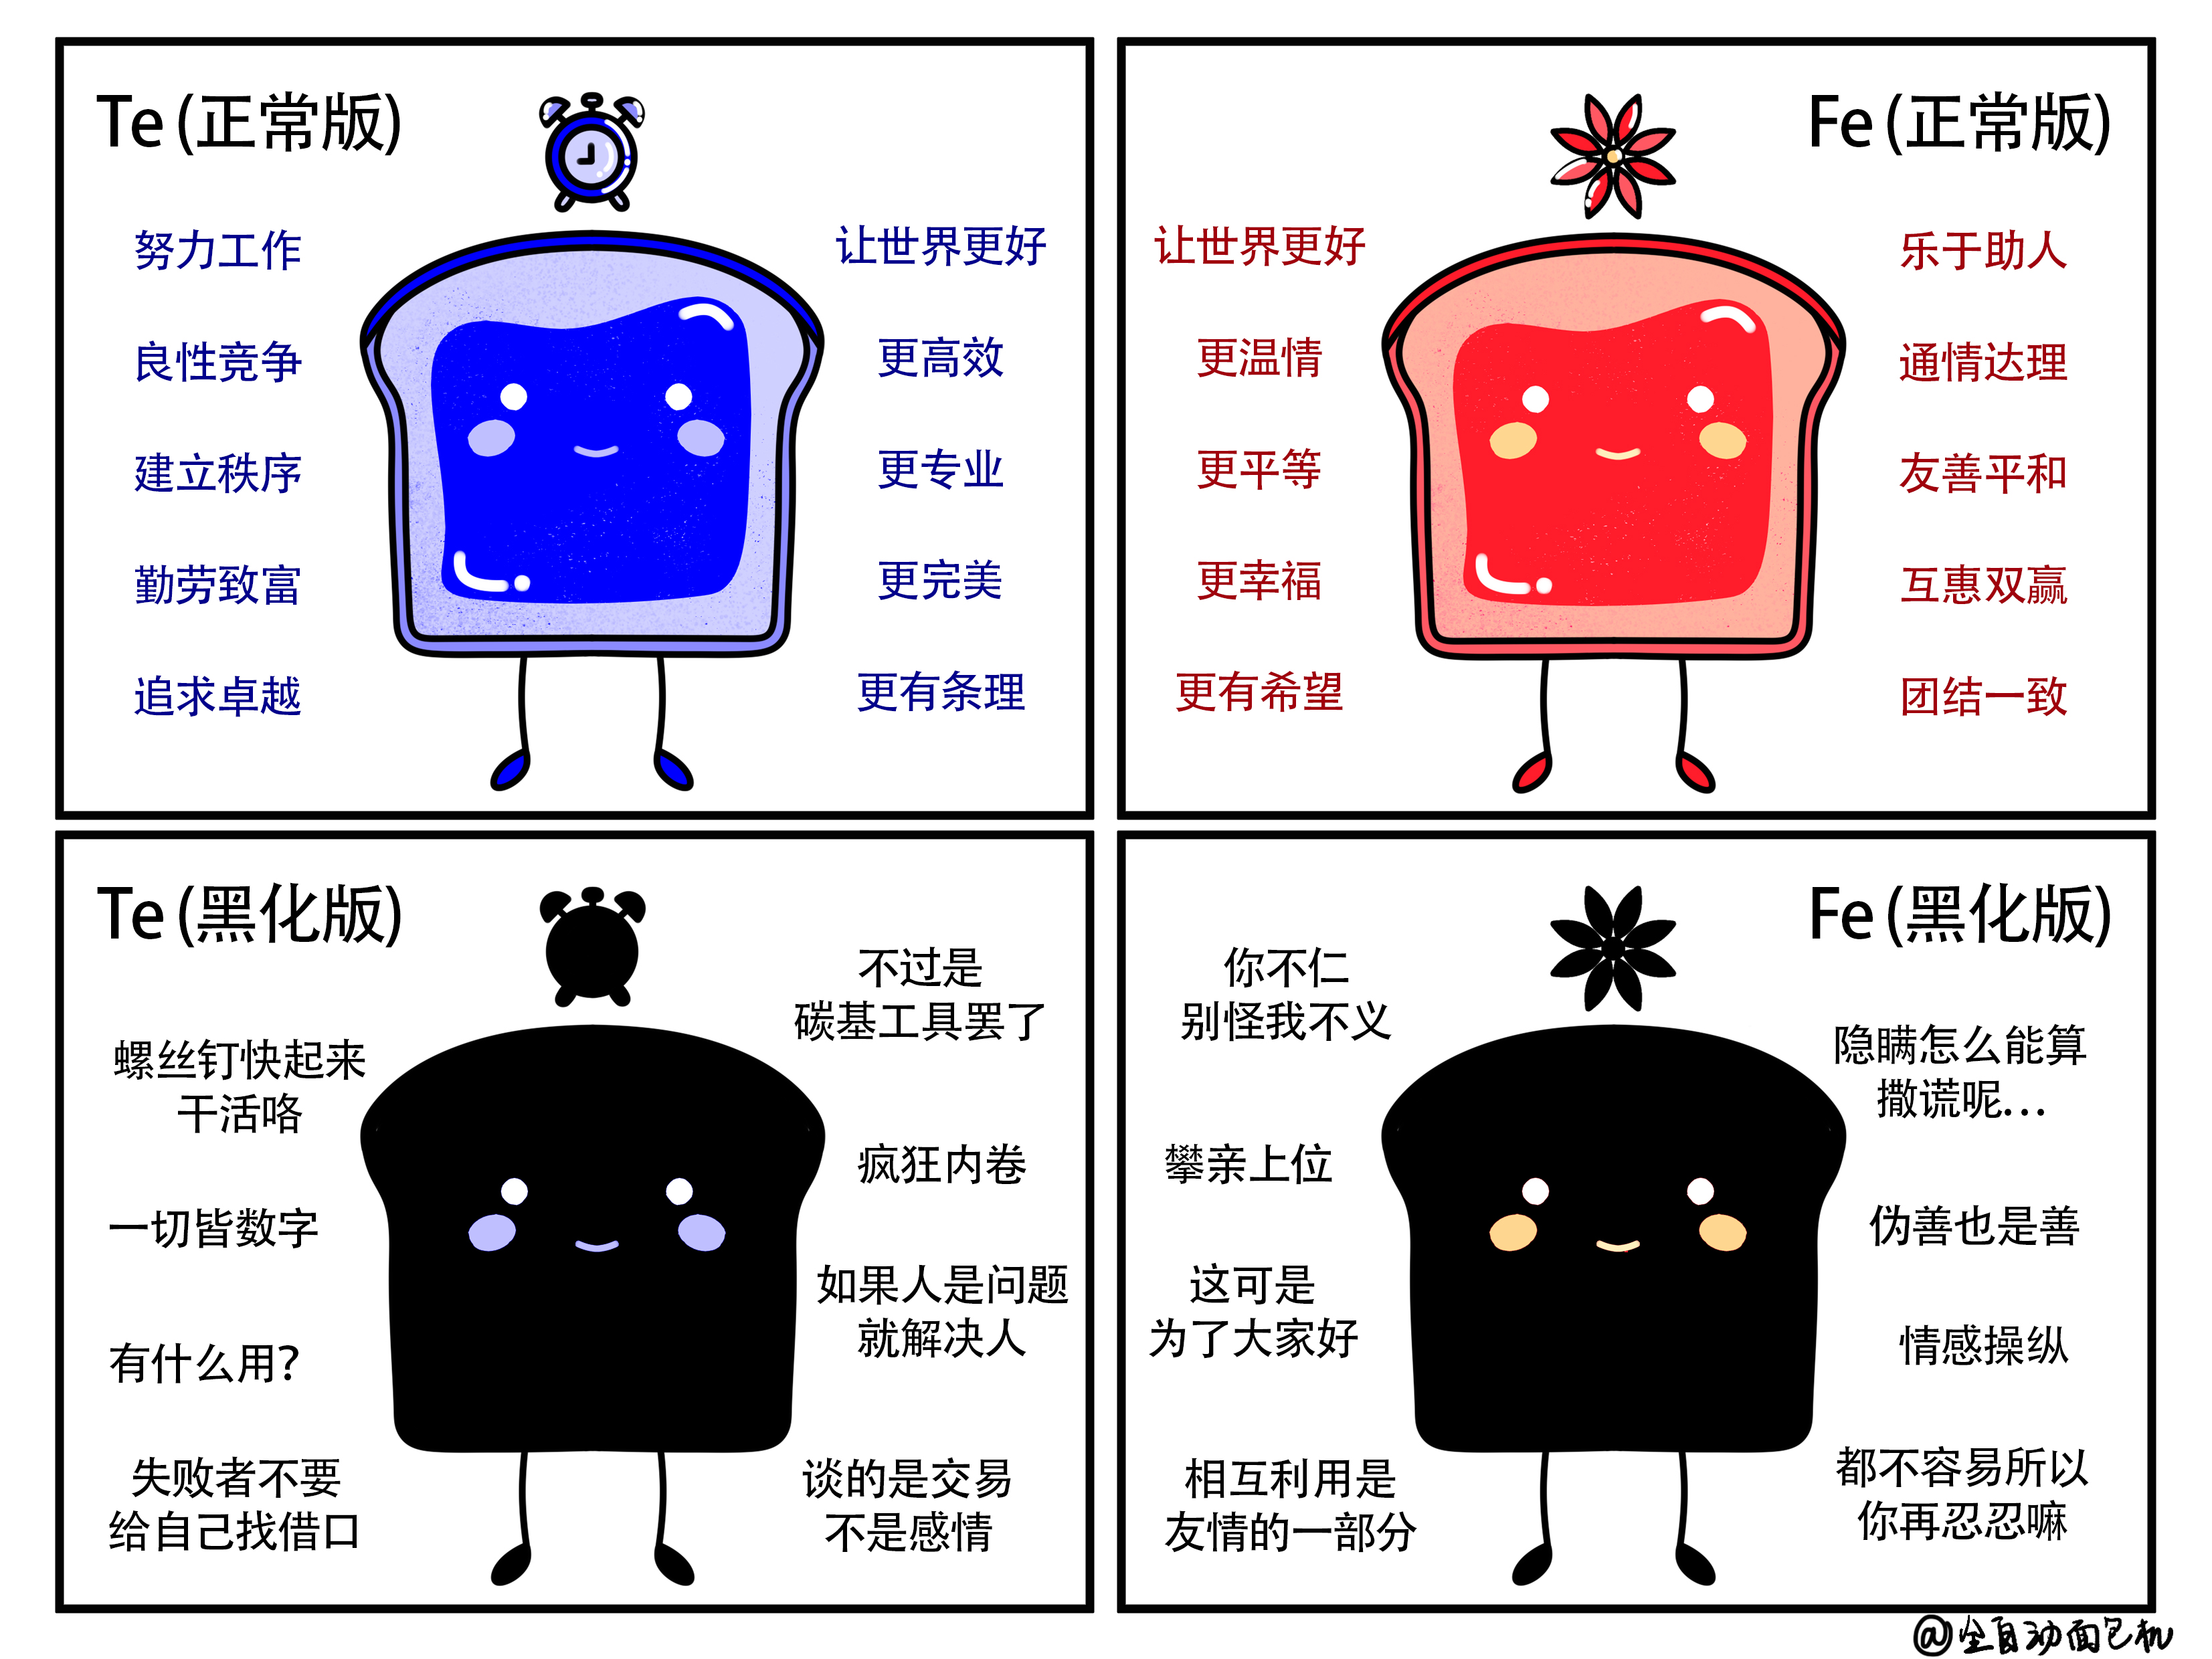 Te (正常版)
努力工作
良性竞争
建立秩序
勤劳致富
追求卓越
让世界更好
更高效
更专业
更完美
更有条理
Fe (正常版)
让世界更好
更温情
更平等
更幸福
更有希望
乐于助人
通情达理
友善平和
互惠双赢
团结一致
Te (黑化版)
螺丝钉快起来
干活咯
一切皆数字
有什么用?
失败者不要
给自己找借口
不过是
碳基工具罢了
疯狂内卷
如果人是问题
就解决人
谈的是交易
不是感情
Fe (黑化版)
你不仁
别怪我不义
攀亲上位
这可是
为了大家好
相互利用是
友情的一部分
隐瞒怎么能算
撒谎呢…
伪善也是善
情感操纵
都不容易所以
你再忍忍嘛
@全自动面包机